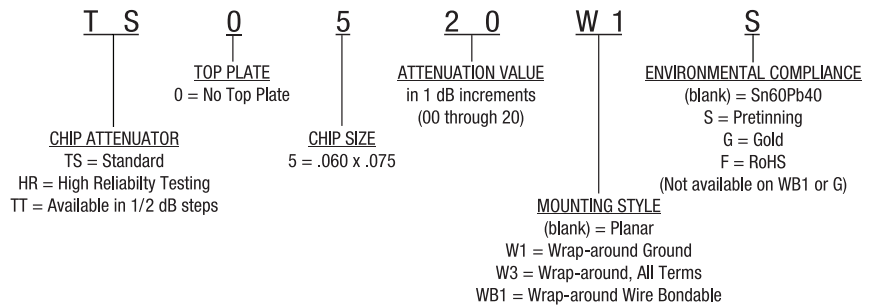 T S 0 5 2 0 W 1 S
TOP PLATE
0 = No Top Plate
ATTENUATION VALUE
in 1 dB increments
(00 through 20)
ENVIRONMENTAL COMPLIANCE
(blank) = Sn60Pb40
S = Pretinning
G = Gold
F = RoHS
(Not available on WB1 or G)
CHIP ATTENUATOR
TS = Standard
HR = High Reliabilty Testing
TT = Available in 1/2 dB steps
CHIP SIZE
5 = .060 x .075
MOUNTING STYLE
(blank) = Planar
W1 = Wrap-around Ground
W3 = Wrap-around, All Terms
WB1 = Wrap-around Wire Bondable